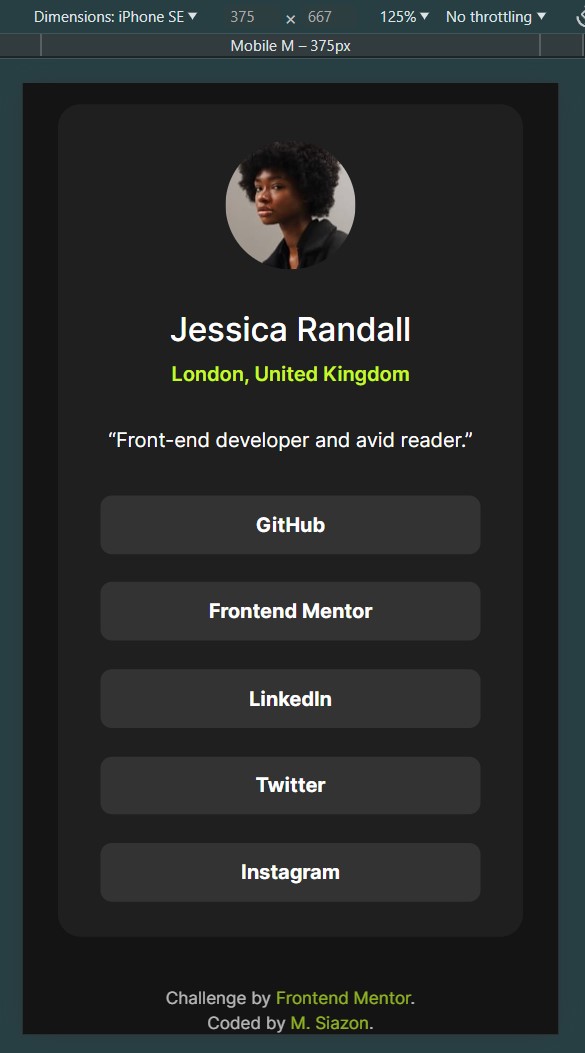 Dimensions: iPhone SE ▼ 375 × 667 125% ▼ No throttling ▼
Mobile M – 375px
Jessica Randall
London, United Kingdom
“Front-end developer and avid reader.”
GitHub
Frontend Mentor
LinkedIn
Twitter
Instagram
Challenge by Frontend Mentor.
Coded by M. Siazon.